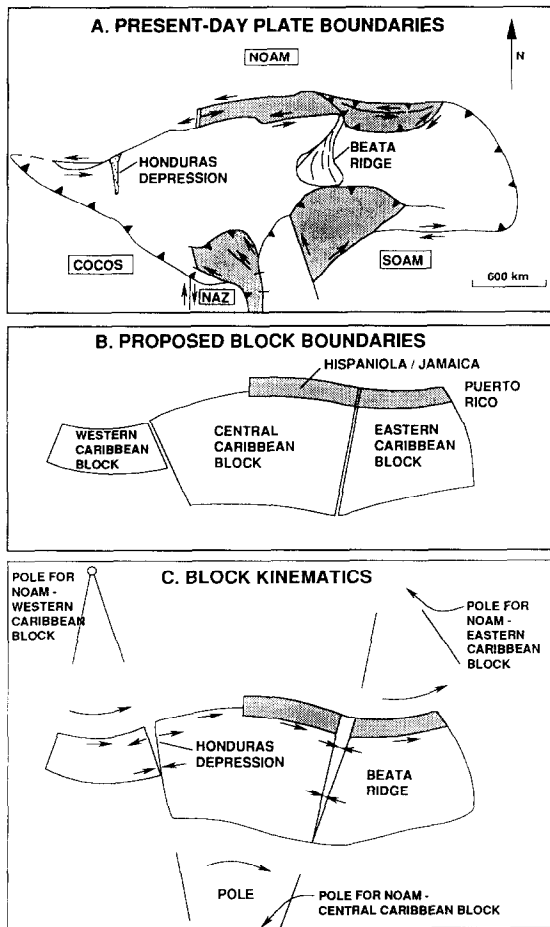 A. PRESENT-DAY PLATE BOUNDARIES
NOAM
N
HONDURAS
DEPRESSION
BEATA
RIDGE
COCOS
NAZ
SOAM
600 km
B. PROPOSED BLOCK BOUNDARIES
HISPANIOLA / JAMAICA
PUERTO
RICO
WESTERN
CARIBBEAN
BLOCK
CENTRAL
CARIBBEAN
BLOCK
EASTERN
CARIBBEAN
BLOCK
C. BLOCK KINEMATICS
POLE FOR
NOAM -
WESTERN
CARIBBEAN
BLOCK
POLE FOR
NOAM -
EASTERN
CARIBBEAN
BLOCK
HONDURAS
DEPRESSION
BEATA
RIDGE
POLE
POLE FOR NOAM -
CENTRAL CARIBBEAN BLOCK